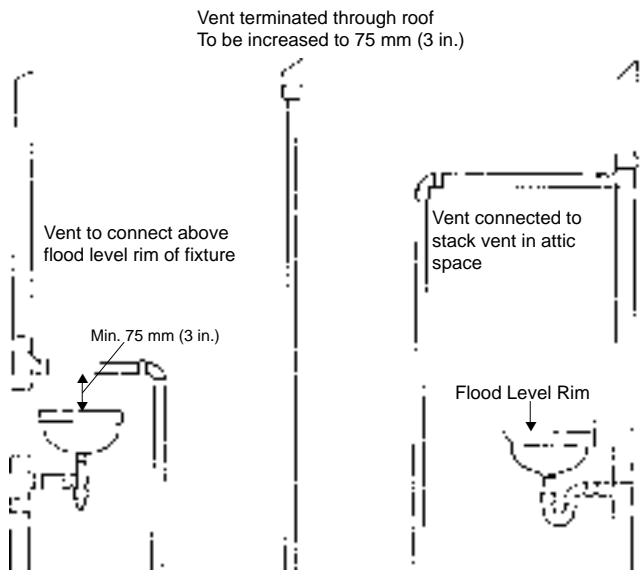 Vent terminated through roof
To be increased to 75 mm (3 in.)
Vent to connect above
flood level rim of fixture
Vent connected to
stack vent in attic
space
Min. 75 mm (3 in.)
Flood Level Rim